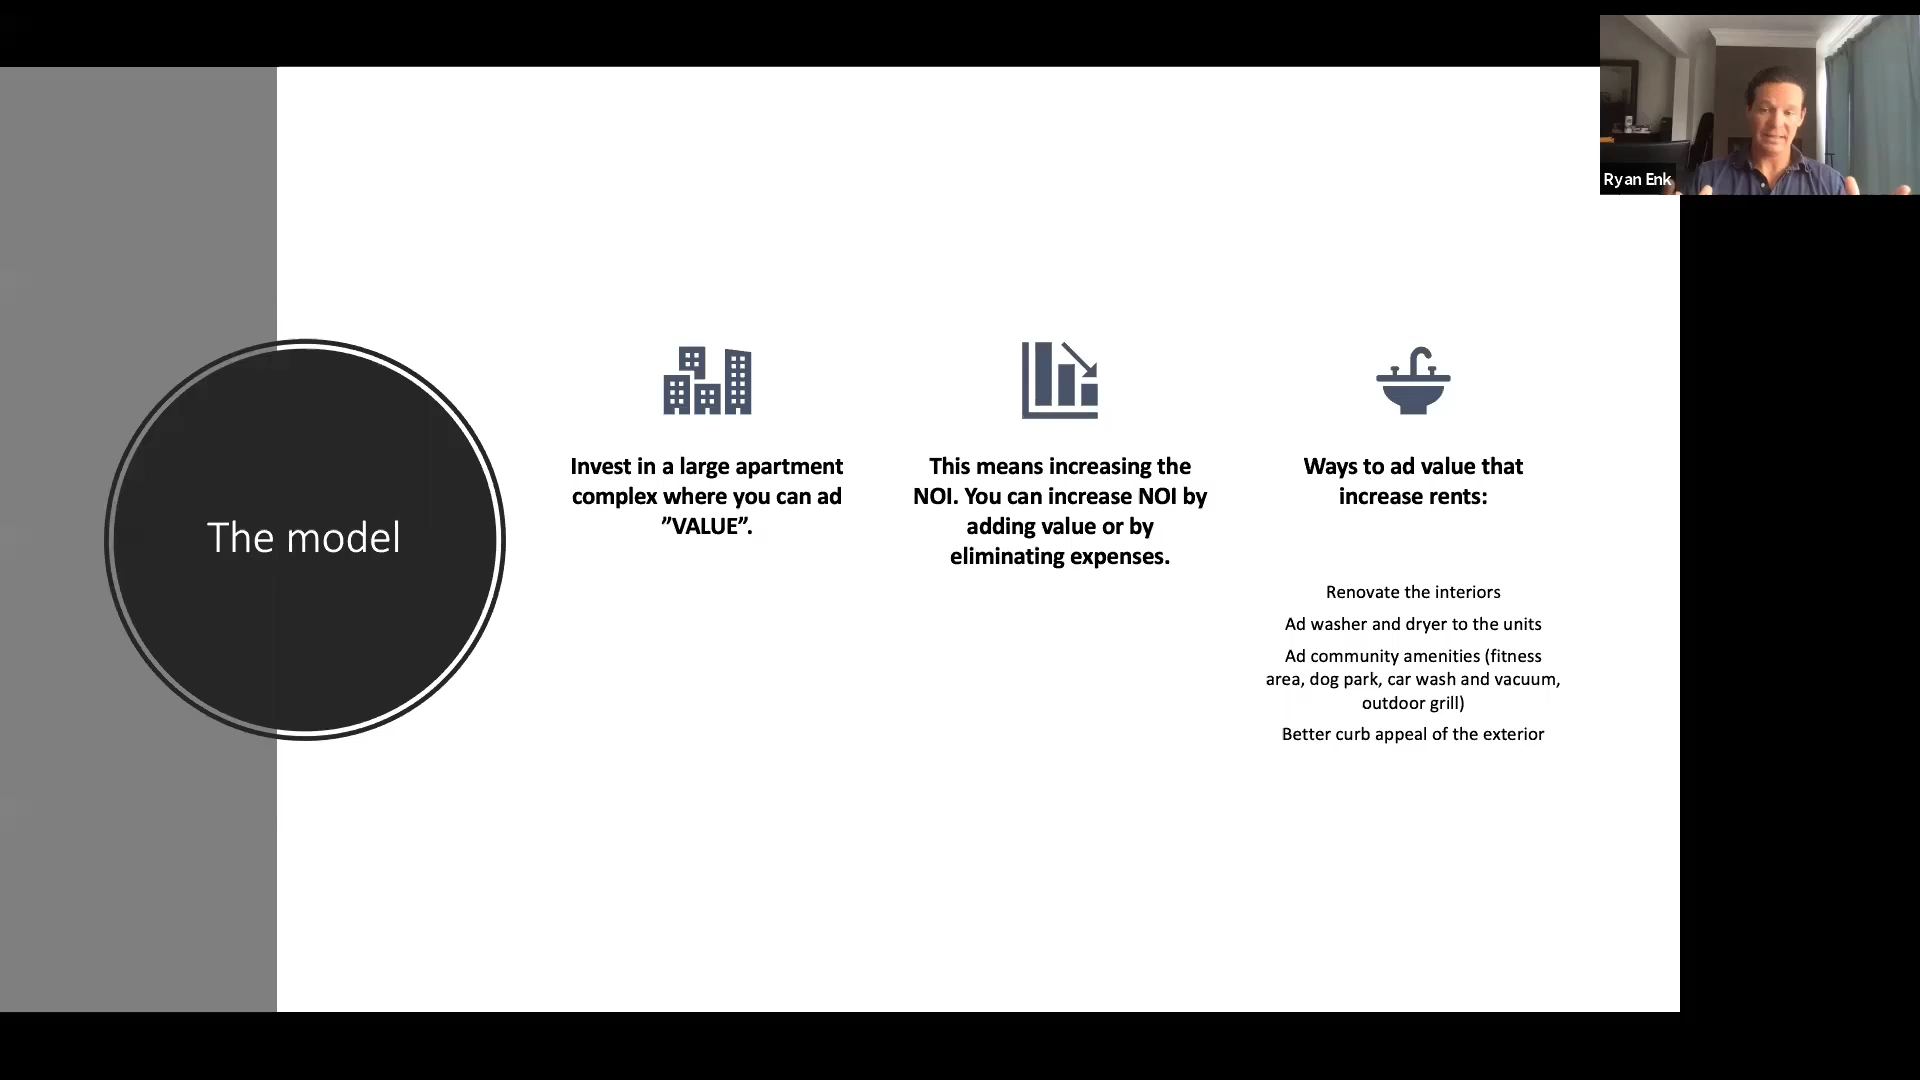 Ryan Enk
The model
Invest in a large apartment
complex where you can ad
”VALUE”.
This means increasing the
NOI. You can increase NOI by
adding value or by
eliminating expenses.
Ways to ad value that
increase rents:
Renovate the interiors
Ad washer and dryer to the units
Ad community amenities (fitness
area, dog park, car wash and vacuum,
outdoor grill)
Better curb appeal of the exterior